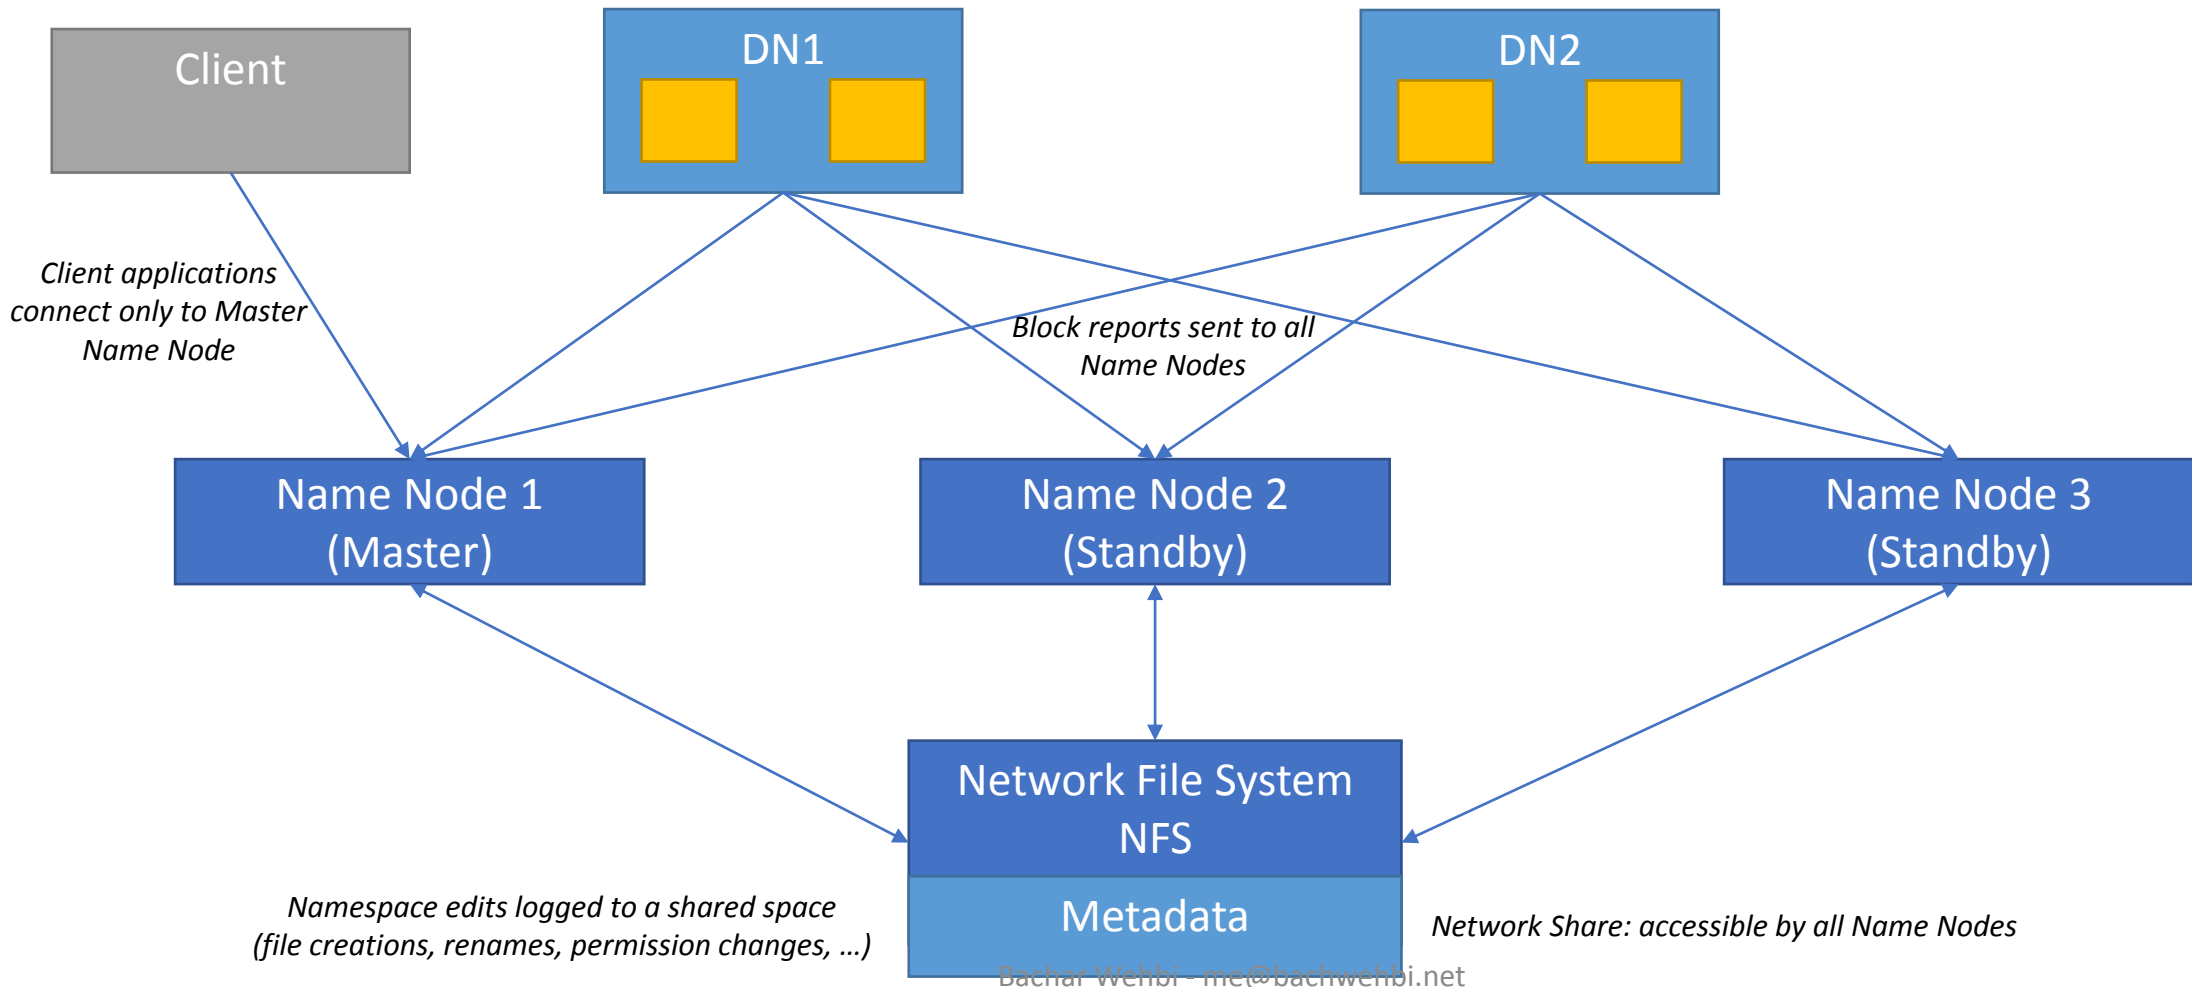 Client
DN1
DN2
Client applications
connect only to Master
Name Node
Block reports sent to all
Name Nodes
Name Node 1
(Master)
Name Node 2
(Standby)
Name Node 3
(Standby)
Network File System
NFS
Metadata
Namespace edits logged to a shared space
(file creations, renames, permission changes, …)
Network Share: accessible by all Name Nodes
Bachar Wehbi - me@bachwehbi.net